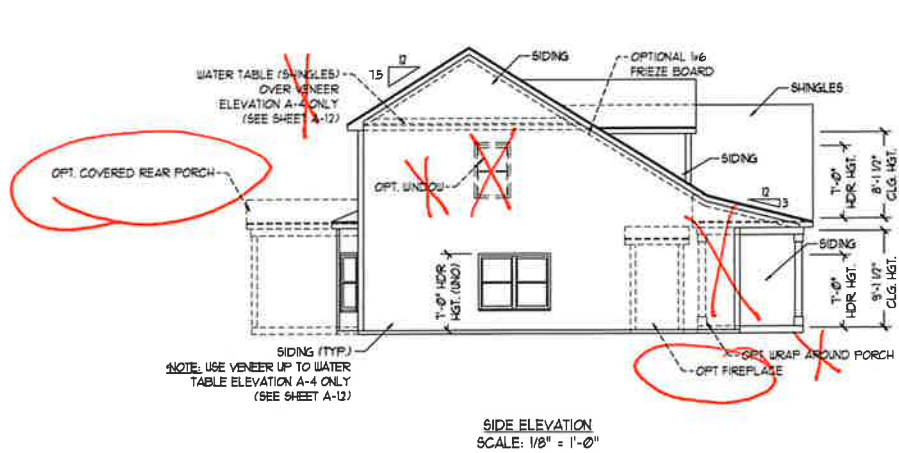 12
7.5
SIDING
OPTIONAL 1x6
FRIEZE BOARD
WATER TABLE (SHINGLES)
OVER VENEER
ELEVATION A-4 ONLY
(SEE SHEET A-12)
SHINGLES
OPT. COVERED REAR PORCH
OPT. WINDOW
SIDING
12
3
7'-0"
HDR HGT.
8'-1 1/2"
CLG. HGT.
SIDING
7'-0" HDR
HGT. (UNO)
7'-0"
HDR HGT.
9'-1 1/2"
CLG. HGT.
SIDING (TYP.)
NOTE: USE VENEER UP TO WATER
TABLE ELEVATION A-4 ONLY
(SEE SHEET A-12)
OPT. WRAP AROUND PORCH
OPT FIREPLACE
SIDE ELEVATION
SCALE: 1/8" = 1'-0"